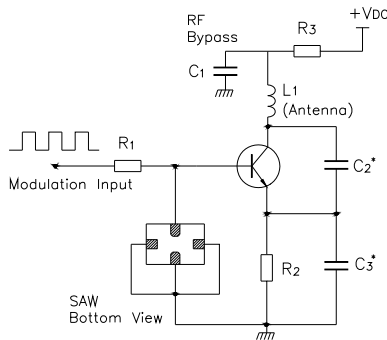 +VDC
RF
Bypass
R3
C1
L1
(Antenna)
R1
Modulation Input
C2*
R2
C3*
SAW
Bottom View